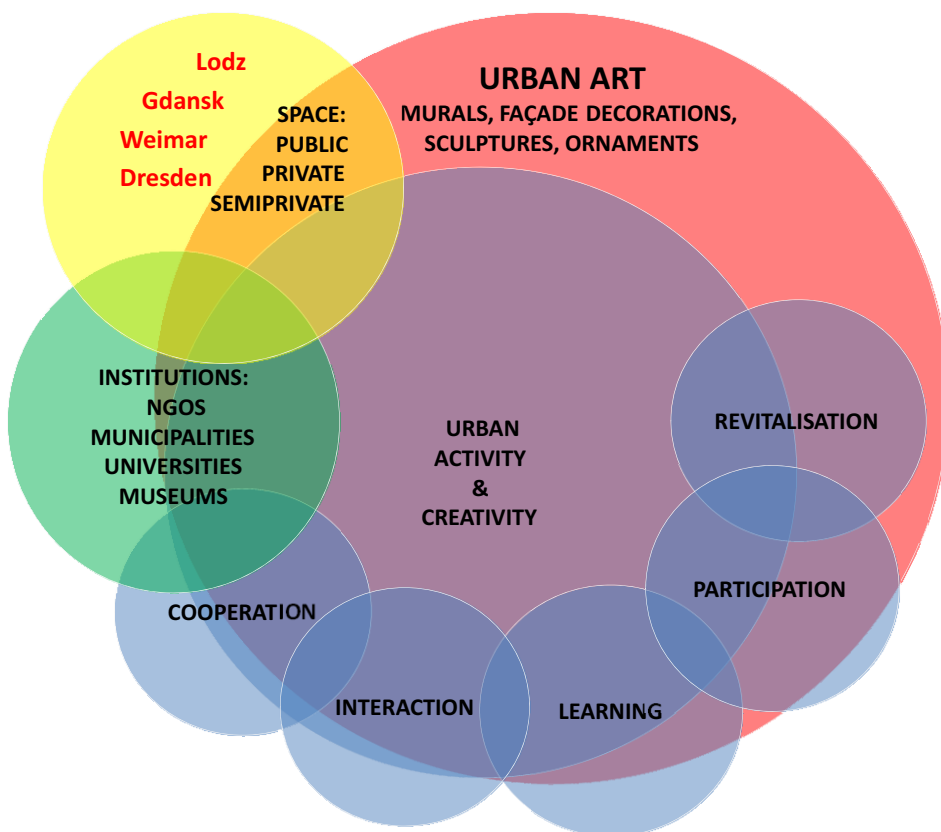 Lodz
Gdansk
Weimar
Dresden
SPACE:
PUBLIC
PRIVATE
SEMIPRIVATE
URBAN ART
MURALS, FAÇADE DECORATIONS,
SCULPTURES, ORNAMENTS
INSTITUTIONS:
NGOS
MUNICIPALITIES
UNIVERSITIES
MUSEUMS
URBAN
ACTIVITY
&
CREATIVITY
REVITALISATION
PARTICIPATION
COOPERATION
INTERACTION
LEARNING